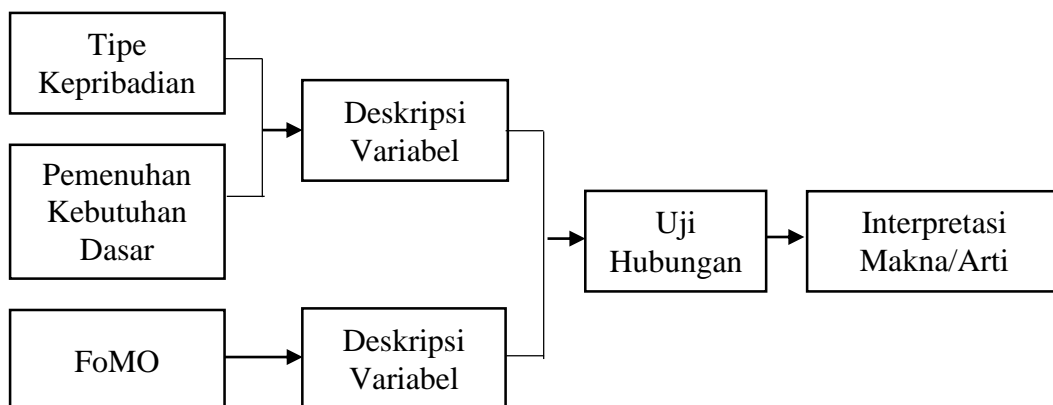 Tipe
Kepribadian
Deskripsi
Variabel
Pemenuhan
Kebutuhan
Dasar
Uji
Hubungan
Interpretasi
Makna/Arti
FoMO
Deskripsi
Variabel